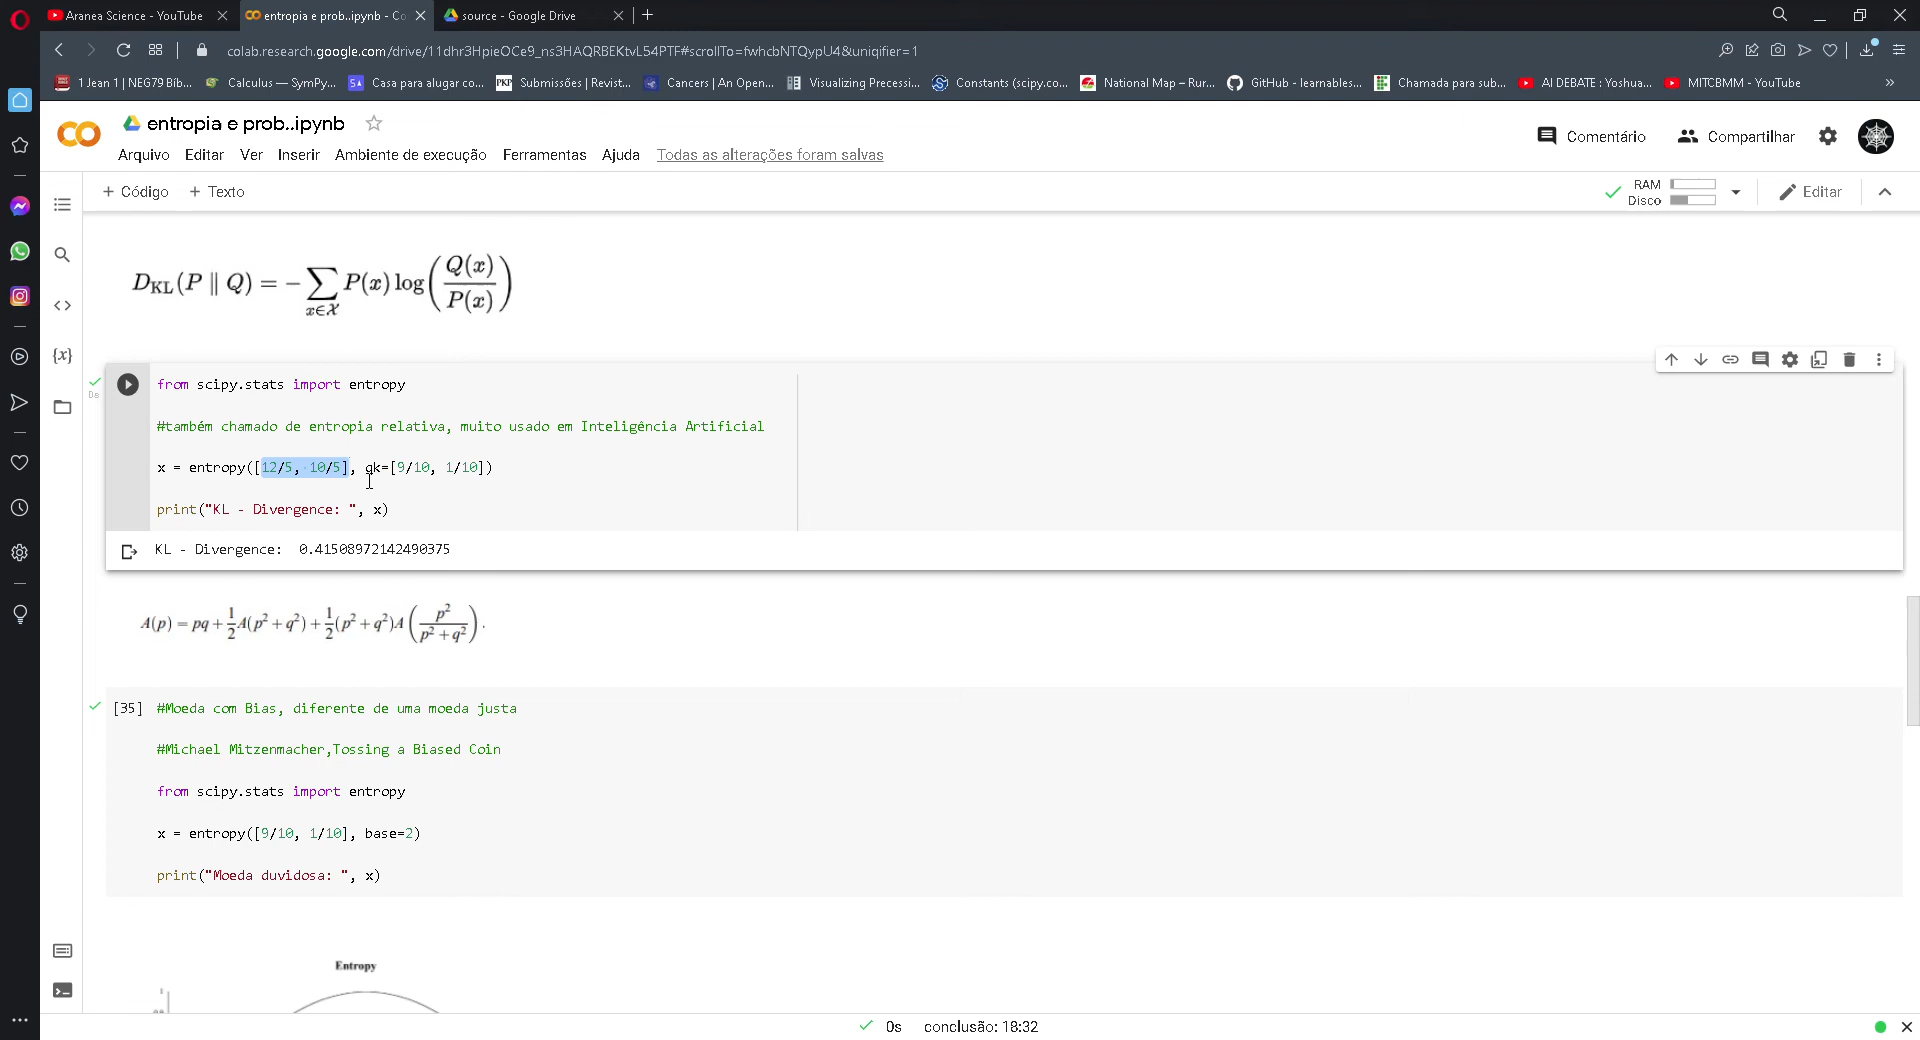 Aranea Science - YouTube
entropia e prob..ipynb - Co
source - Google Drive
colab.research.google.com/drive/11dhr3HpieOCe9_ns3HAQRBEKtvL54PTF#scrollTo=fwhcbNTQypU4&uniqifier=1
1 Jean 1 | NEG79 Bíb...
Calculus — SymPy...
Casa para alugar co...
Submissões | Revist...
Cancers | An Open...
Visualizing Precessi...
Constants (scipy.co...
National Map – Rur...
GitHub - learnables...
Chamada para sub...
AI DEBATE : Yoshua...
MITCBMM - YouTube
»
entropia e prob..ipynb
Comentário
Compartilhar
Arquivo Editar Ver Inserir Ambiente de execução Ferramentas Ajuda Todas as alterações foram salvas
+ Código + Texto
RAM
Disco
Editar
D_KL(P ∥ Q) = −∑_{x∈𝒳} P(x) log(Q(x)/P(x))
0s
from scipy.stats import entropy
#também chamado de entropia relativa, muito usado em Inteligência Artificial
x = entropy([12/5, 10/5], qk=[9/10, 1/10])
print("KL - Divergence: ", x)
KL - Divergence: 0.41508972142490375
A(p) = pq + 1/2 A(p² + q²) + 1/2 (p² + q²) A(p²/(p² + q²)).
[35] #Moeda com Bias, diferente de uma moeda justa
#Michael Mitzenmacher,Tossing a Biased Coin
from scipy.stats import entropy
x = entropy([9/10, 1/10], base=2)
print("Moeda duvidosa: ", x)
Entropy
0s conclusão: 18:32